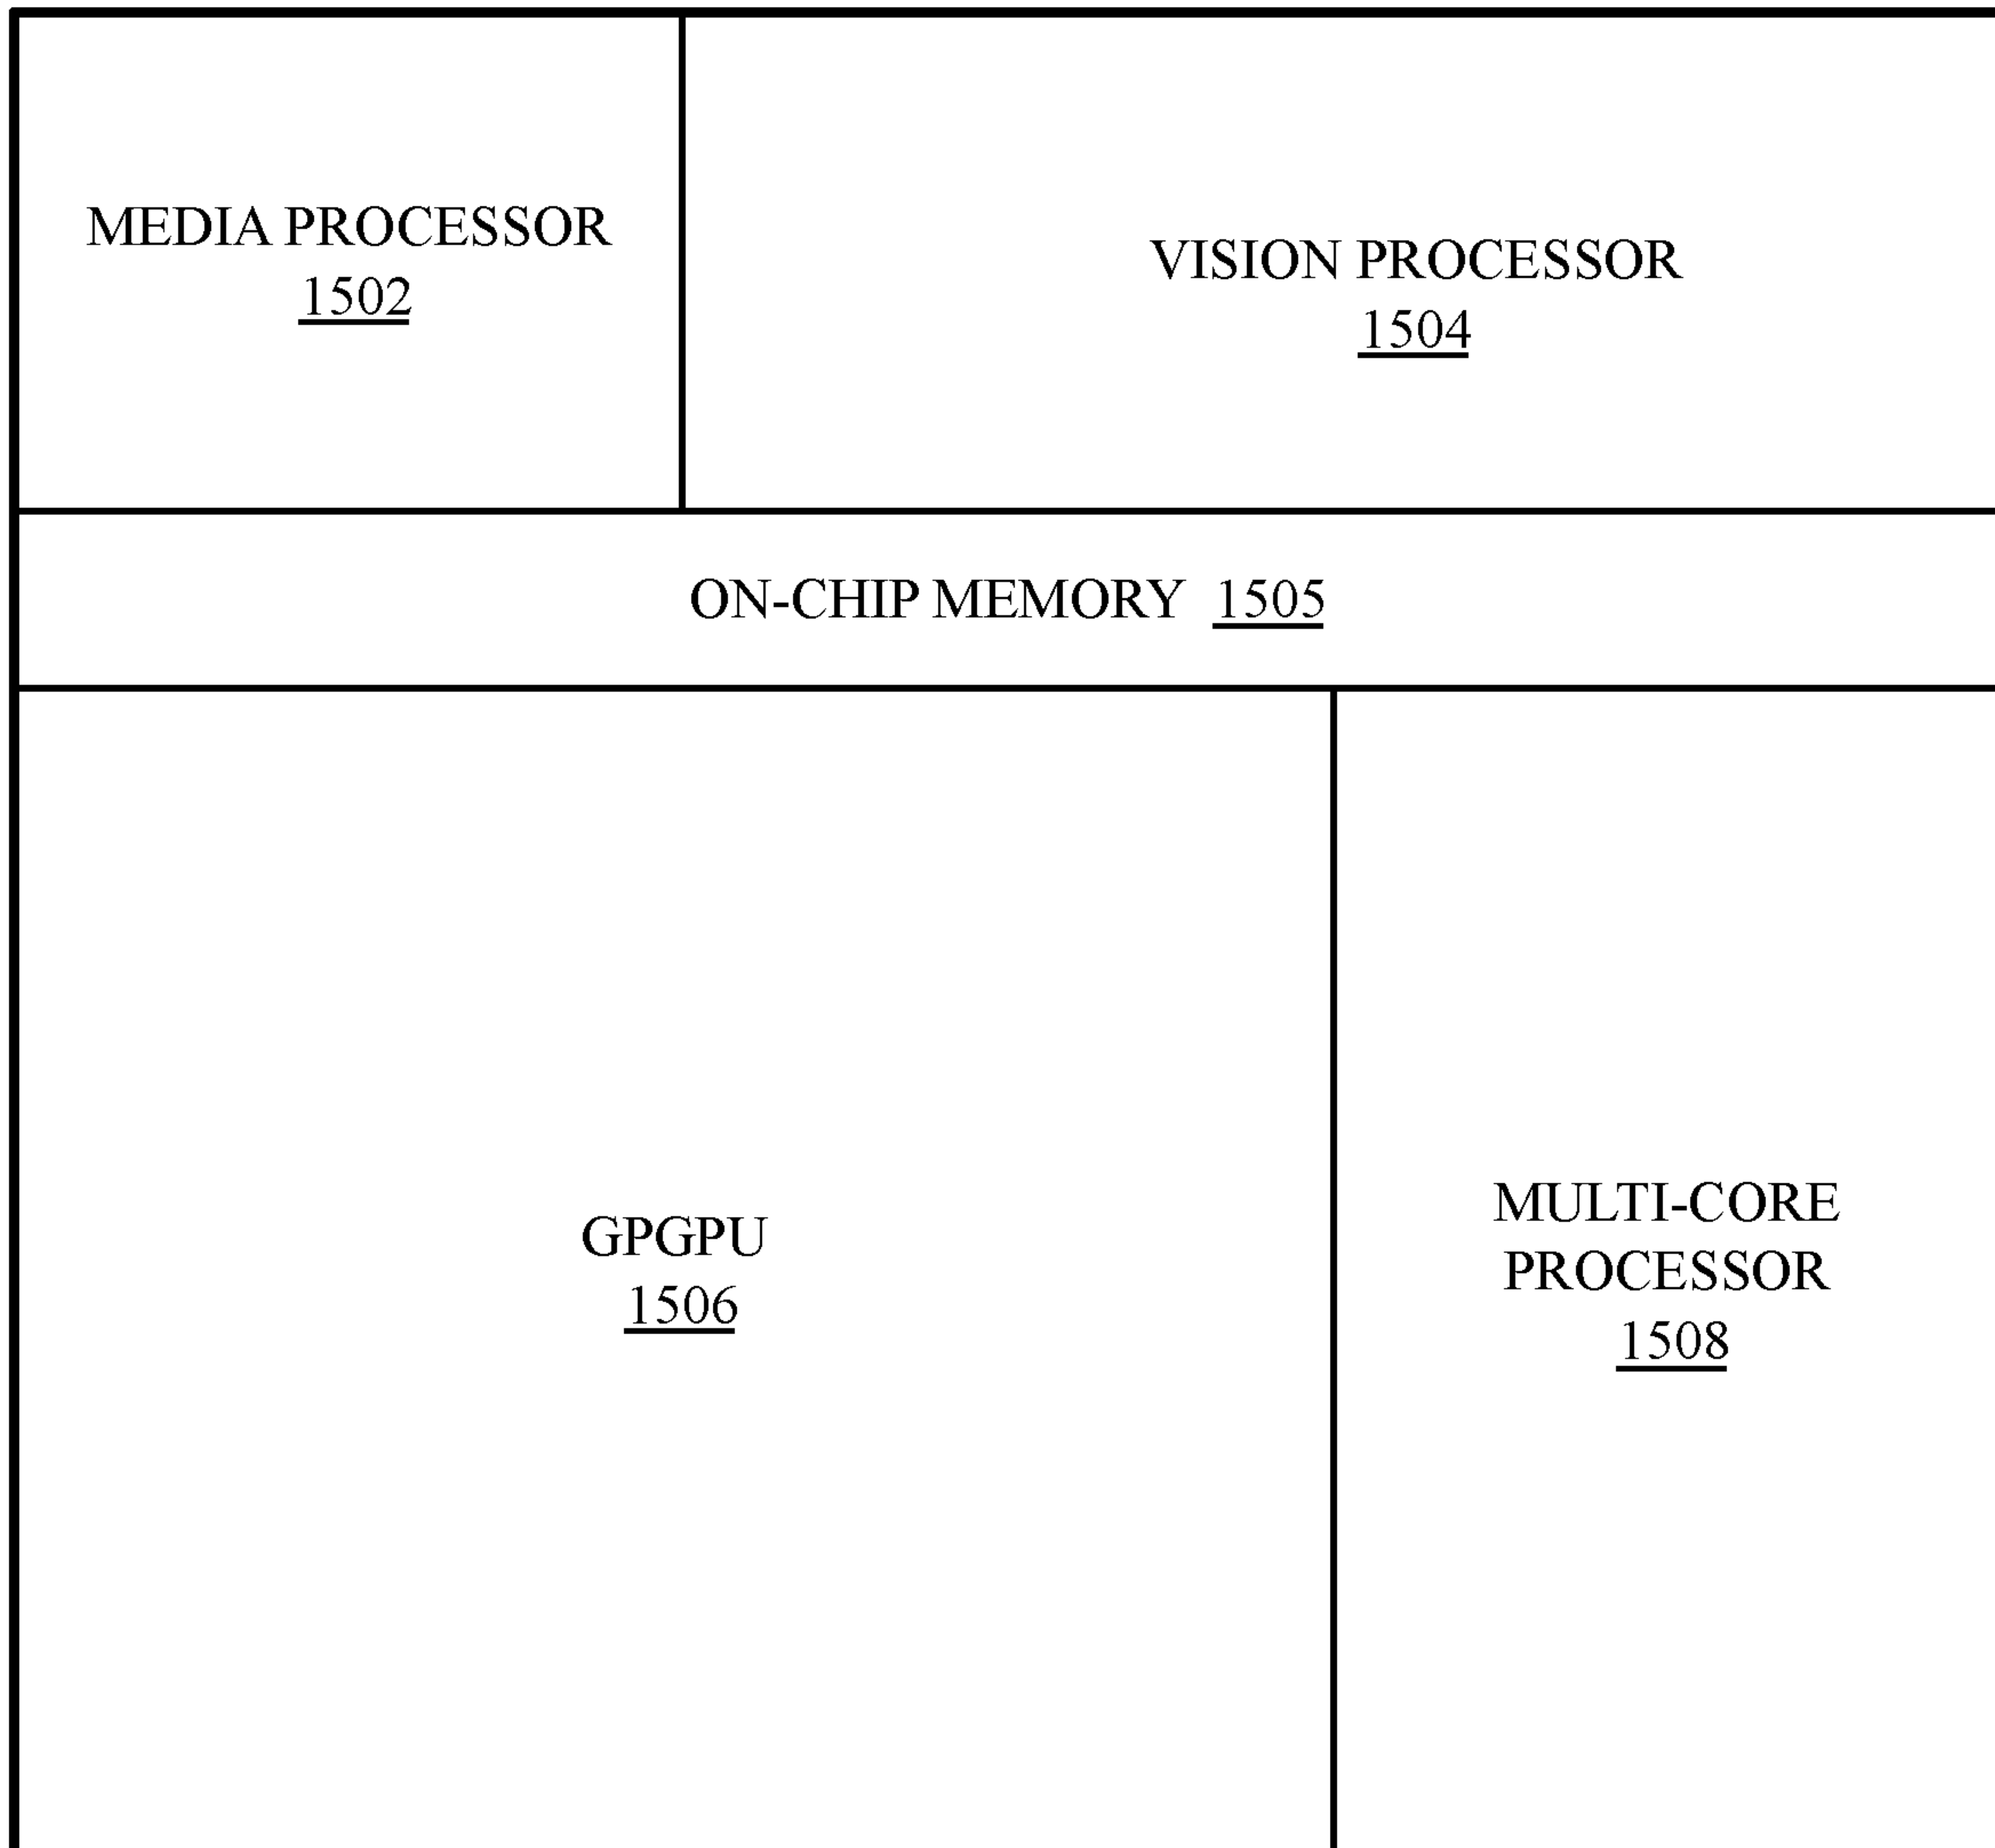 MEDIA PROCESSOR
1502
VISION PROCESSOR
1504
ON-CHIP MEMORY 1505
GPGPU
1506
MULTI-CORE
PROCESSOR
1508